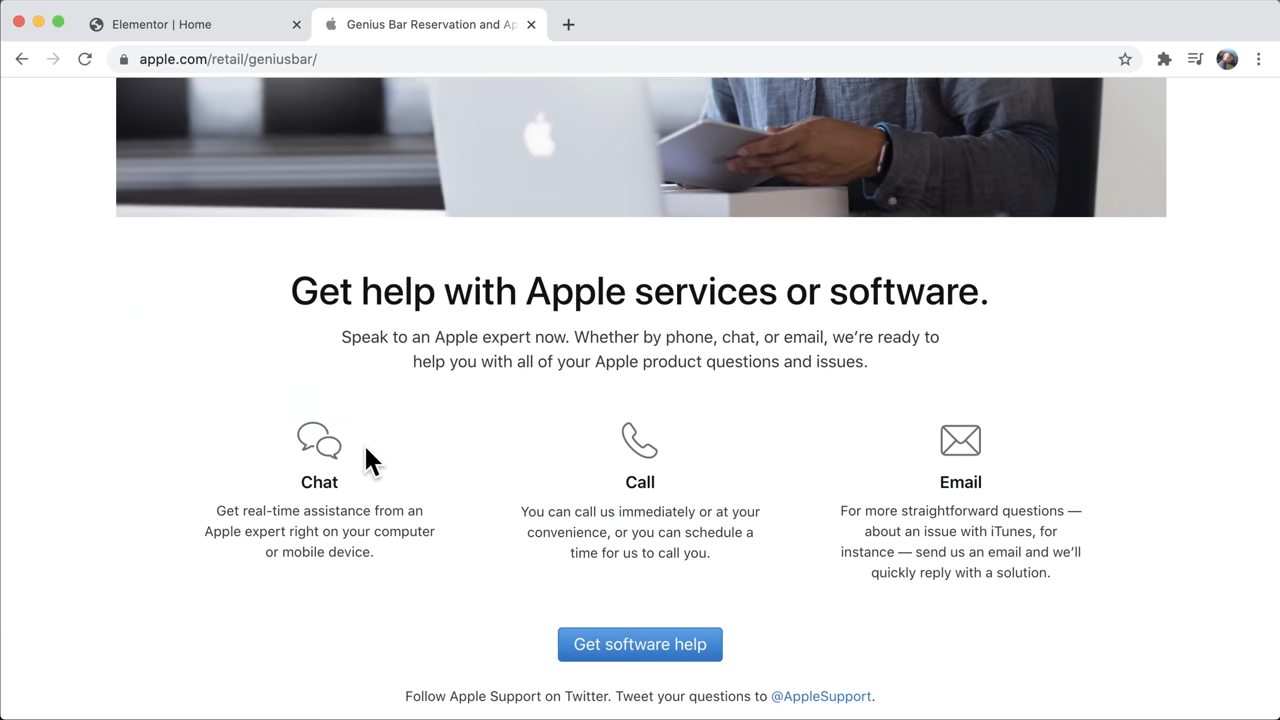 Elementor | Home
Genius Bar Reservation and Ap
apple.com/retail/geniusbar/
Get help with Apple services or software.
Speak to an Apple expert now. Whether by phone, chat, or email, we’re ready to
help you with all of your Apple product questions and issues.
Chat
Get real-time assistance from an
Apple expert right on your computer
or mobile device.
Call
You can call us immediately or at your
convenience, or you can schedule a
time for us to call you.
Email
For more straightforward questions —
about an issue with iTunes, for
instance — send us an email and we’ll
quickly reply with a solution.
Get software help
Follow Apple Support on Twitter. Tweet your questions to @AppleSupport.